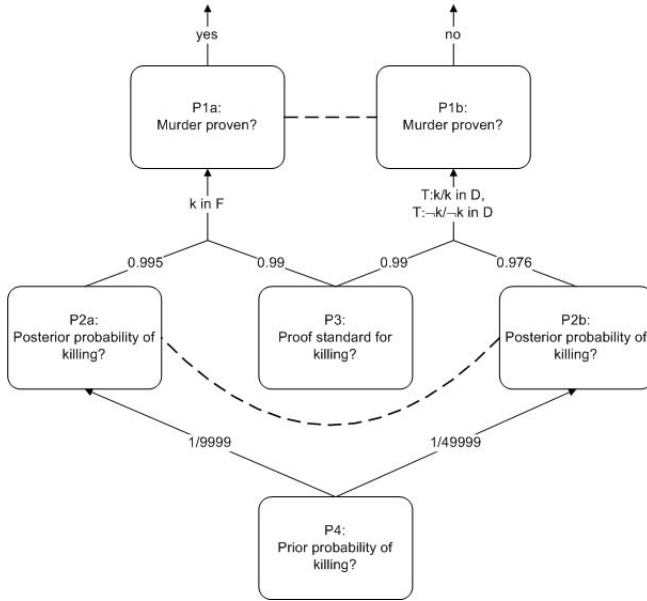 yes
no
P1a:
Murder proven?
P1b:
Murder proven?
k in F
T:k/k in D,
T:¬k/¬k in D
0.995
0.99
0.99
0.976
P2a:
Posterior probability of
killing?
P3:
Proof standard for
killing?
P2b:
Posterior probability of
killing?
1/9999
1/49999
P4:
Prior probability of
killing?